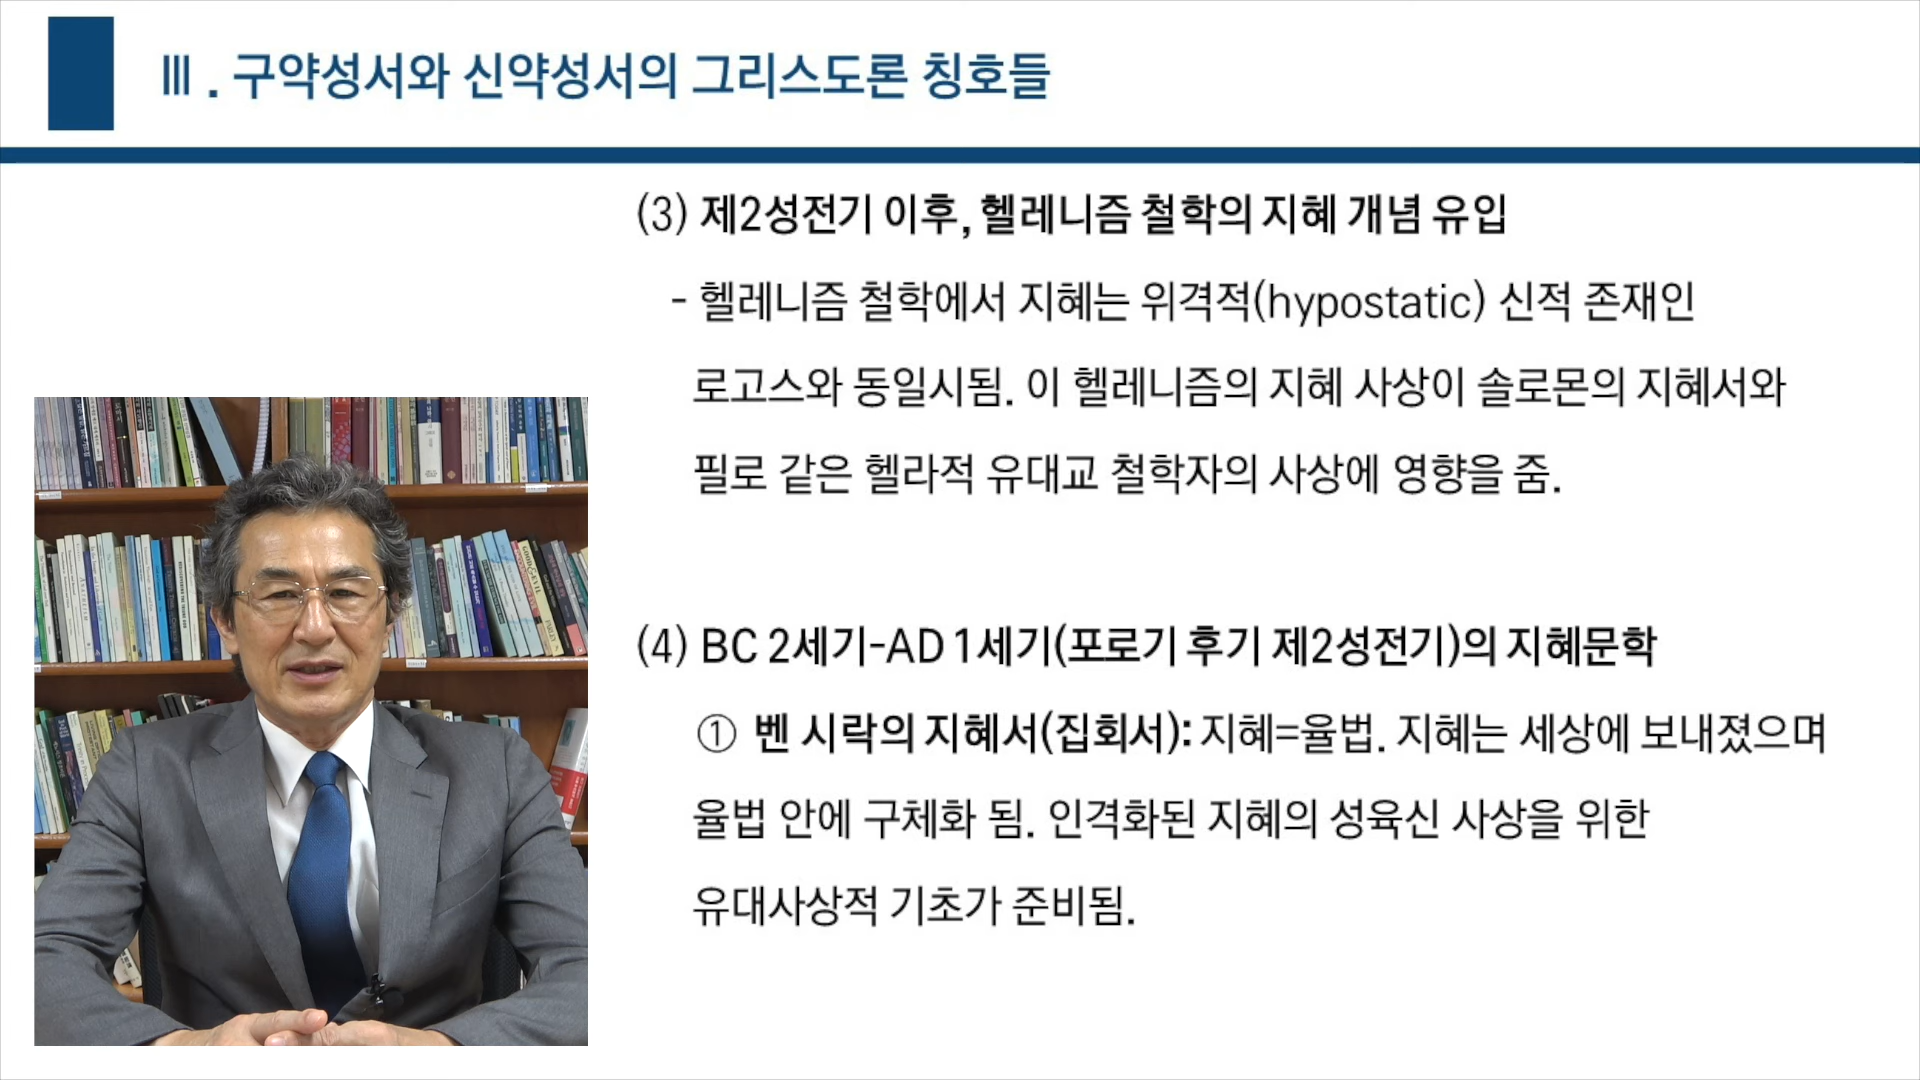 Ⅲ. 구약성서와 신약성서의 그리스도론 칭호들
(3) 제2성전기 이후, 헬레니즘 철학의 지혜 개념 유입
- 헬레니즘 철학에서 지혜는 위격적(hypostatic) 신적 존재인
로고스와 동일시됨. 이 헬레니즘의 지혜 사상이 솔로몬의 지혜서와
필로 같은 헬라적 유대교 철학자의 사상에 영향을 줌.
(4) BC 2세기-AD 1세기(포로기 후기 제2성전기)의 지혜문학
① 벤 시락의 지혜서(집회서): 지혜=율법. 지혜는 세상에 보내졌으며
율법 안에 구체화 됨. 인격화된 지혜의 성육신 사상을 위한
유대사상적 기초가 준비됨.